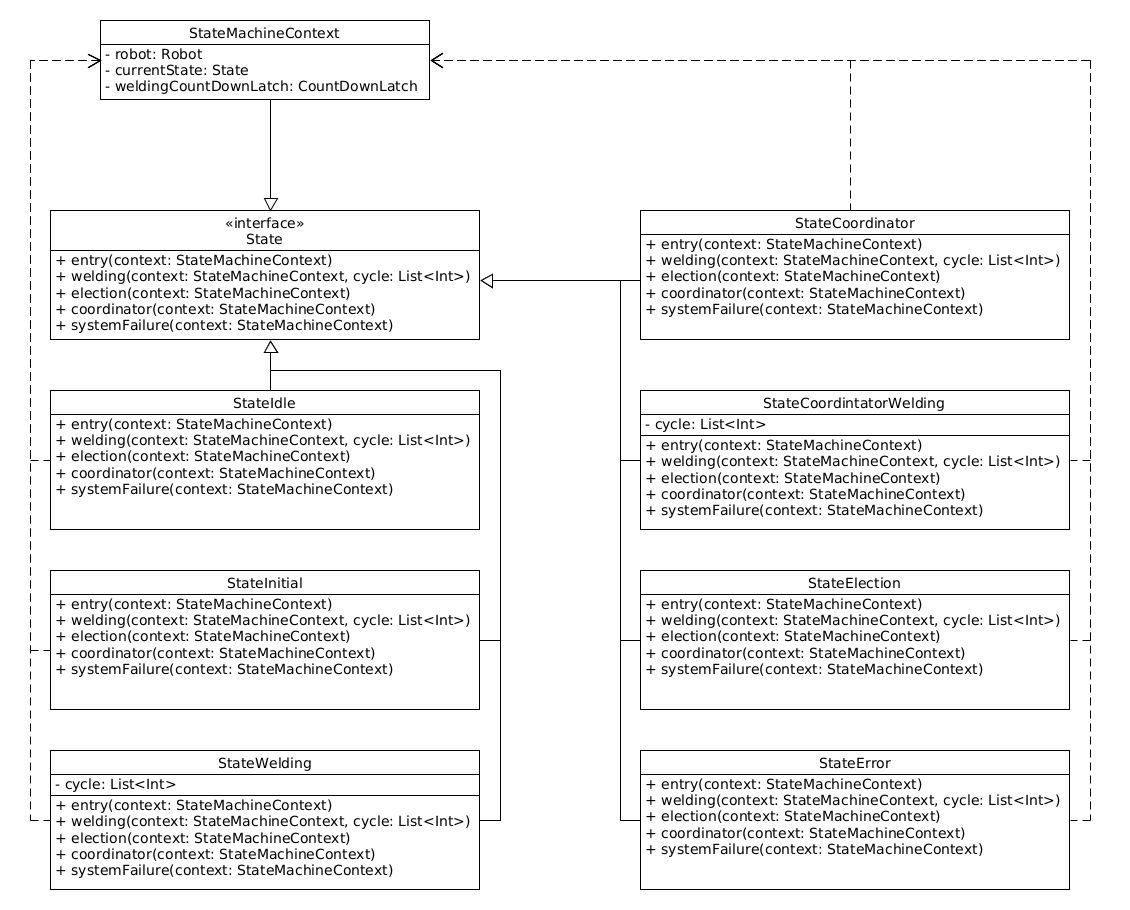 StateMachineContext
- robot: Robot
- currentState: State
- weldingCountDownLatch: CountDownLatch
«interface»
State
+ entry(context: StateMachineContext)
+ welding(context: StateMachineContext, cycle: List<Int>)
+ election(context: StateMachineContext)
+ coordinator(context: StateMachineContext)
+ systemFailure(context: StateMachineContext)
StateCoordinator
+ entry(context: StateMachineContext)
+ welding(context: StateMachineContext, cycle: List<Int>)
+ election(context: StateMachineContext)
+ coordinator(context: StateMachineContext)
+ systemFailure(context: StateMachineContext)
StateIdle
+ entry(context: StateMachineContext)
+ welding(context: StateMachineContext, cycle: List<Int>)
+ election(context: StateMachineContext)
+ coordinator(context: StateMachineContext)
+ systemFailure(context: StateMachineContext)
StateCoordintatorWelding
- cycle: List<Int>
+ entry(context: StateMachineContext)
+ welding(context: StateMachineContext, cycle: List<Int>)
+ election(context: StateMachineContext)
+ coordinator(context: StateMachineContext)
+ systemFailure(context: StateMachineContext)
StateInitial
+ entry(context: StateMachineContext)
+ welding(context: StateMachineContext, cycle: List<Int>)
+ election(context: StateMachineContext)
+ coordinator(context: StateMachineContext)
+ systemFailure(context: StateMachineContext)
StateElection
+ entry(context: StateMachineContext)
+ welding(context: StateMachineContext, cycle: List<Int>)
+ election(context: StateMachineContext)
+ coordinator(context: StateMachineContext)
+ systemFailure(context: StateMachineContext)
StateWelding
- cycle: List<Int>
+ entry(context: StateMachineContext)
+ welding(context: StateMachineContext, cycle: List<Int>)
+ election(context: StateMachineContext)
+ coordinator(context: StateMachineContext)
+ systemFailure(context: StateMachineContext)
StateError
+ entry(context: StateMachineContext)
+ welding(context: StateMachineContext, cycle: List<Int>)
+ election(context: StateMachineContext)
+ coordinator(context: StateMachineContext)
+ systemFailure(context: StateMachineContext)